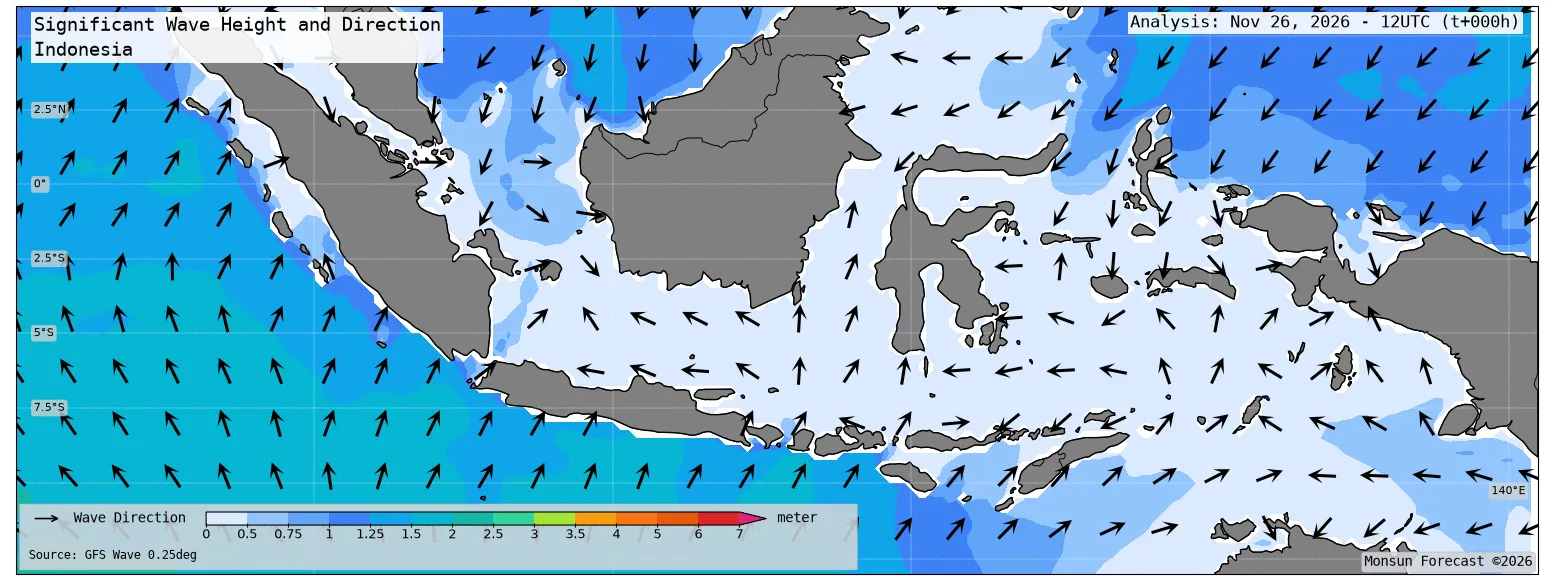 Significant Wave Height and Direction
Indonesia
Analysis: Nov 26, 2026 - 12UTC (t+000h)
2.5°N
0°
2.5°S
5°S
7.5°S
140°E
Wave Direction
0 0.5 0.75 1 1.25 1.5 2 2.5 3 3.5 4 5 6 7
meter
Source: GFS Wave 0.25deg
Monsun Forecast ©2026